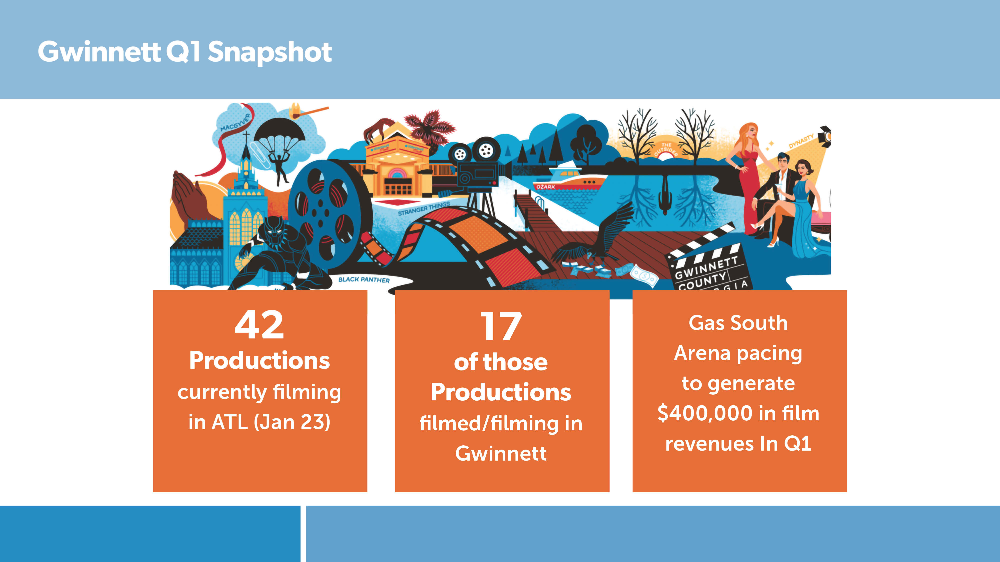 Gwinnett Q1 Snapshot
MACGYVER
STRANGER THINGS
OZARK
THE
OUTSIDER
DYNASTY
BLACK PANTHER
GWINNETT
COUNTY
42
Productions
currently filming
in ATL (Jan 23)
17
of those
Productions
filmed/filming in
Gwinnett
Gas South
Arena pacing
to generate
$400,000 in film
revenues In Q1